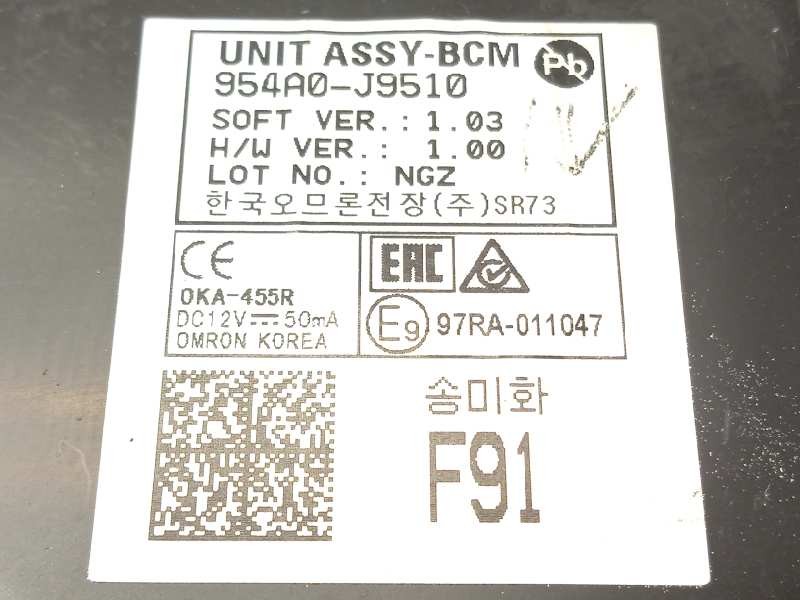 UNIT ASSY-BCM
Pb
954A0-J9510
SOFT VER.: 1.03
H/W VER.: 1.00
LOT NO.: NGZ
한국오므론전장(주)SR73
CE
OKA-455R
DC12V⎓50mA
OMRON KOREA
EAC
E9 97RA-011047
송미화
F91